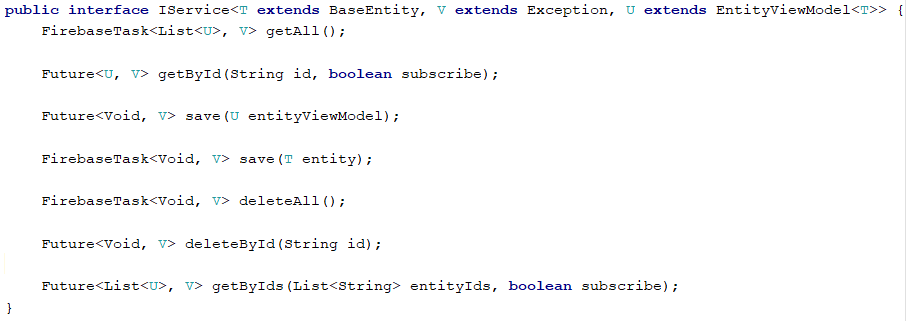 public interface IService<T extends BaseEntity, V extends Exception, U extends EntityViewModel<T>> {
    FirebaseTask<List<U>, V> getAll();
    Future<U, V> getById(String id, boolean subscribe);
    Future<Void, V> save(U entityViewModel);
    FirebaseTask<Void, V> save(T entity);
    FirebaseTask<Void, V> deleteAll();
    Future<Void, V> deleteById(String id);
    Future<List<U>, V> getByIds(List<String> entityIds, boolean subscribe);
}